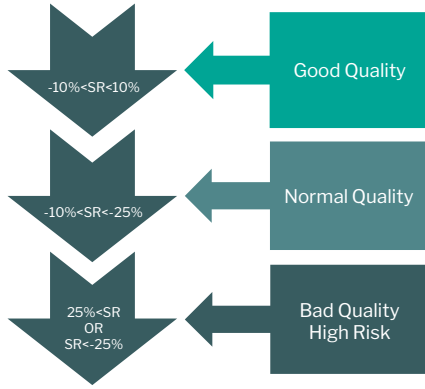 -10%<SR<10%
Good Quality
-10%<SR<-25%
Normal Quality
25%<SR
OR
SR<-25%
Bad Quality
High Risk